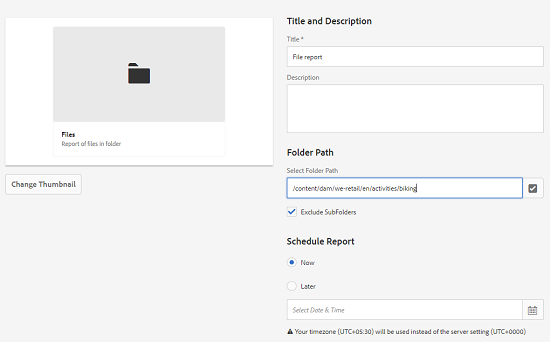 Files
Report of files in folder
Change Thumbnail
Title and Description
Title *
File report
Description
Folder Path
Select Folder Path
/content/dam/we-retail/en/activities/biking
Exclude SubFolders
Schedule Report
Now
Later
Select Date & Time
Your timezone (UTC+05:30) will be used instead of the server setting (UTC+0000)